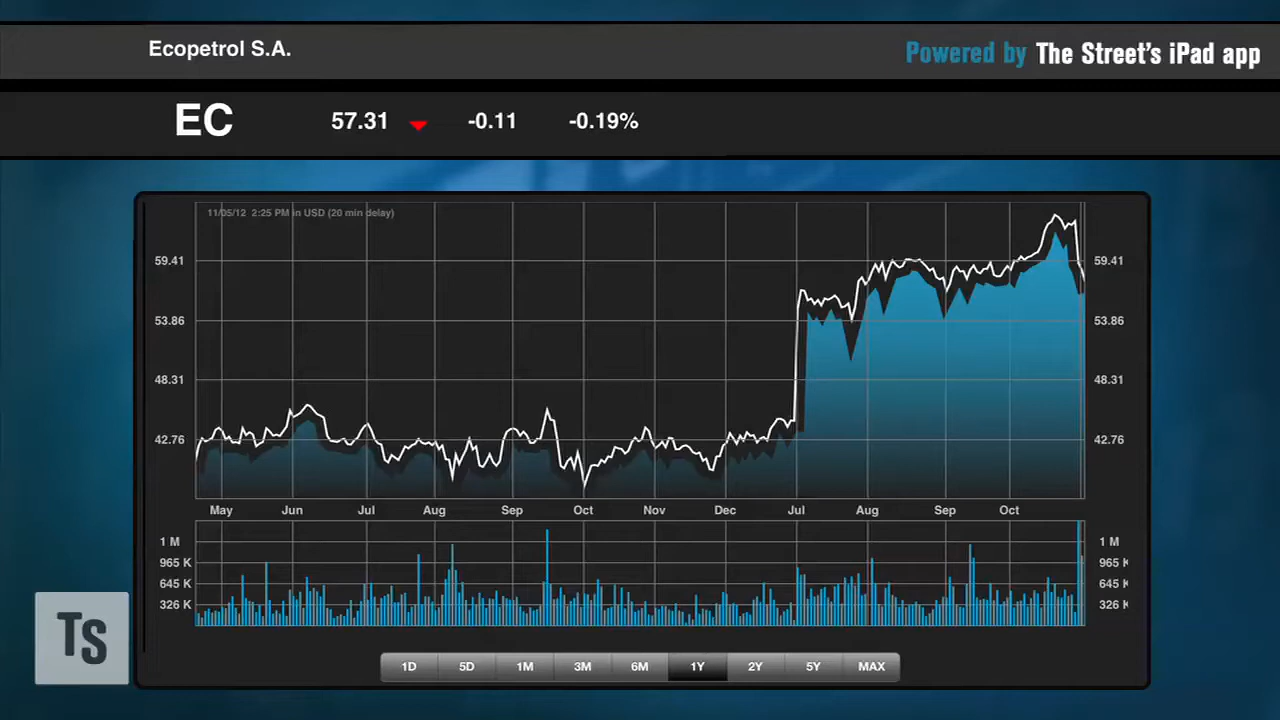 Ecopetrol S.A.
Powered by The Street's iPad app
EC 57.31 -0.11 -0.19%
11/05/12 2:25 PM in USD (20 min delay)
59.41 59.41
53.86 53.86
48.31 48.31
42.76 42.76
May Jun Jul Aug Sep Oct Nov Dec Jul Aug Sep Oct
1 M 1 M
965 K 965 K
645 K 645 K
326 K 326 K
Ts
1D 5D 1M 3M 6M 1Y 2Y 5Y MAX